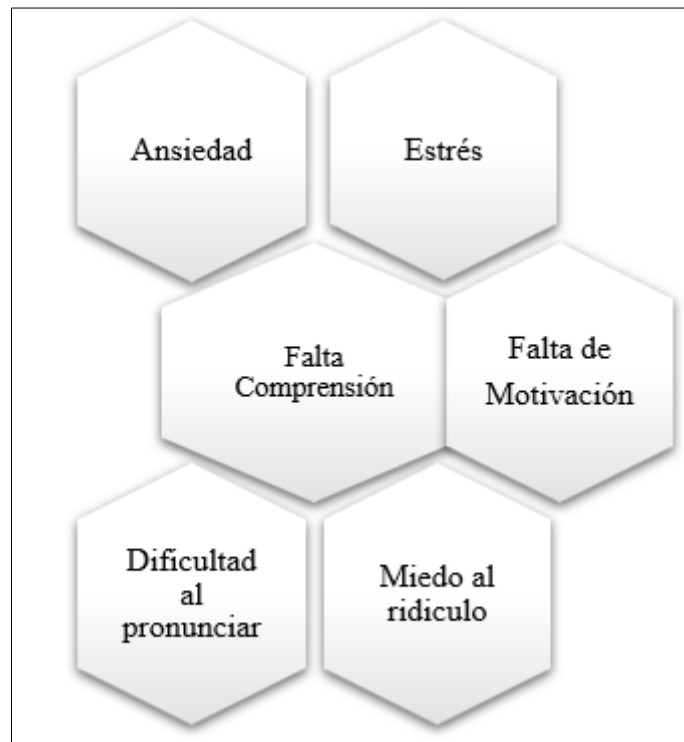 Ansiedad
Estrés
Falta
Comprensión
Falta de
Motivación
Dificultad
al
pronunciar
Miedo al
ridiculo